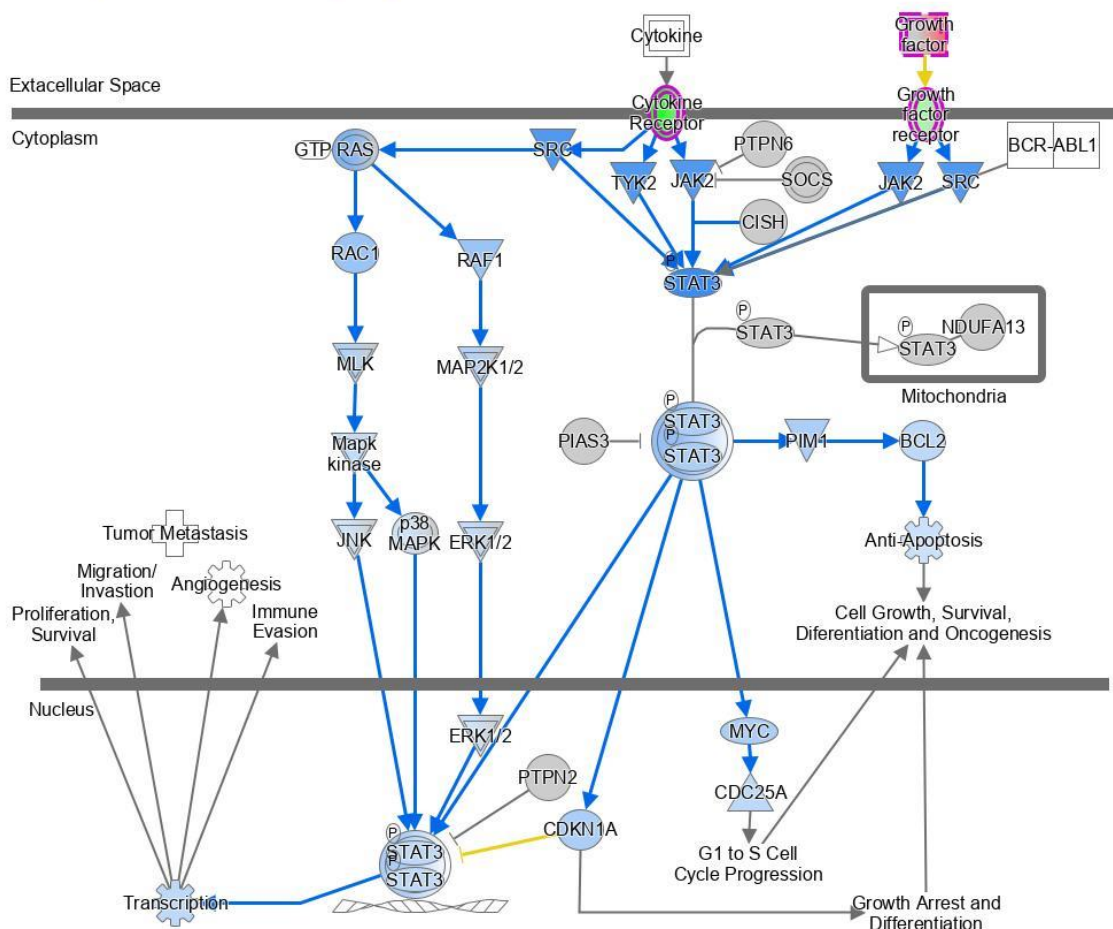 Cytokine
Growth
factor
Extacellular Space
Cytokine
Receptor
Growth
factor
receptor
Cytoplasm
GTP RAS
SRC
TYK2
JAK2
PTPN6
SOCS
CISH
JAK2
SRC
BCR-ABL1
RAC1
RAF1
P
STAT3
P
STAT3
P
STAT3
NDUFA13
Mitochondria
MLK
MAP2K1/2
P
STAT3
P
STAT3
PIAS3
PIM1
BCL2
Mapk
kinase
JNK
p38
MAPK
ERK1/2
Anti-Apoptosis
Tumor Metastasis
Migration/
Invastion
Angiogenesis
Proliferation,
Survival
Immune
Evasion
Cell Growth, Survival,
Diferentiation and Oncogenesis
Nucleus
ERK1/2
MYC
PTPN2
CDC25A
CDKN1A
P
STAT3
P
STAT3
G1 to S Cell
Cycle Progression
Transcription
Growth Arrest and
Differentiation